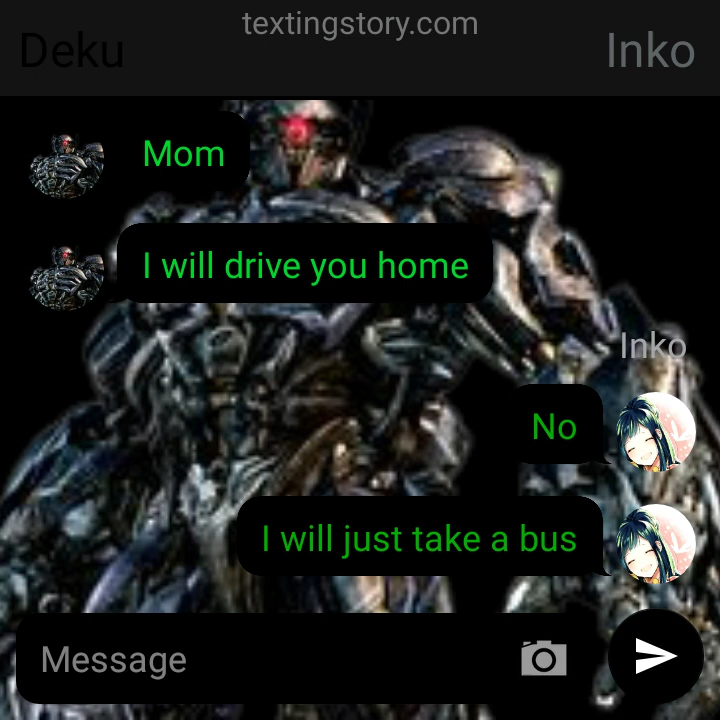 textingstory.com
Deku
Inko
Mom
I will drive you home
Inko
No
I will just take a bus
Message